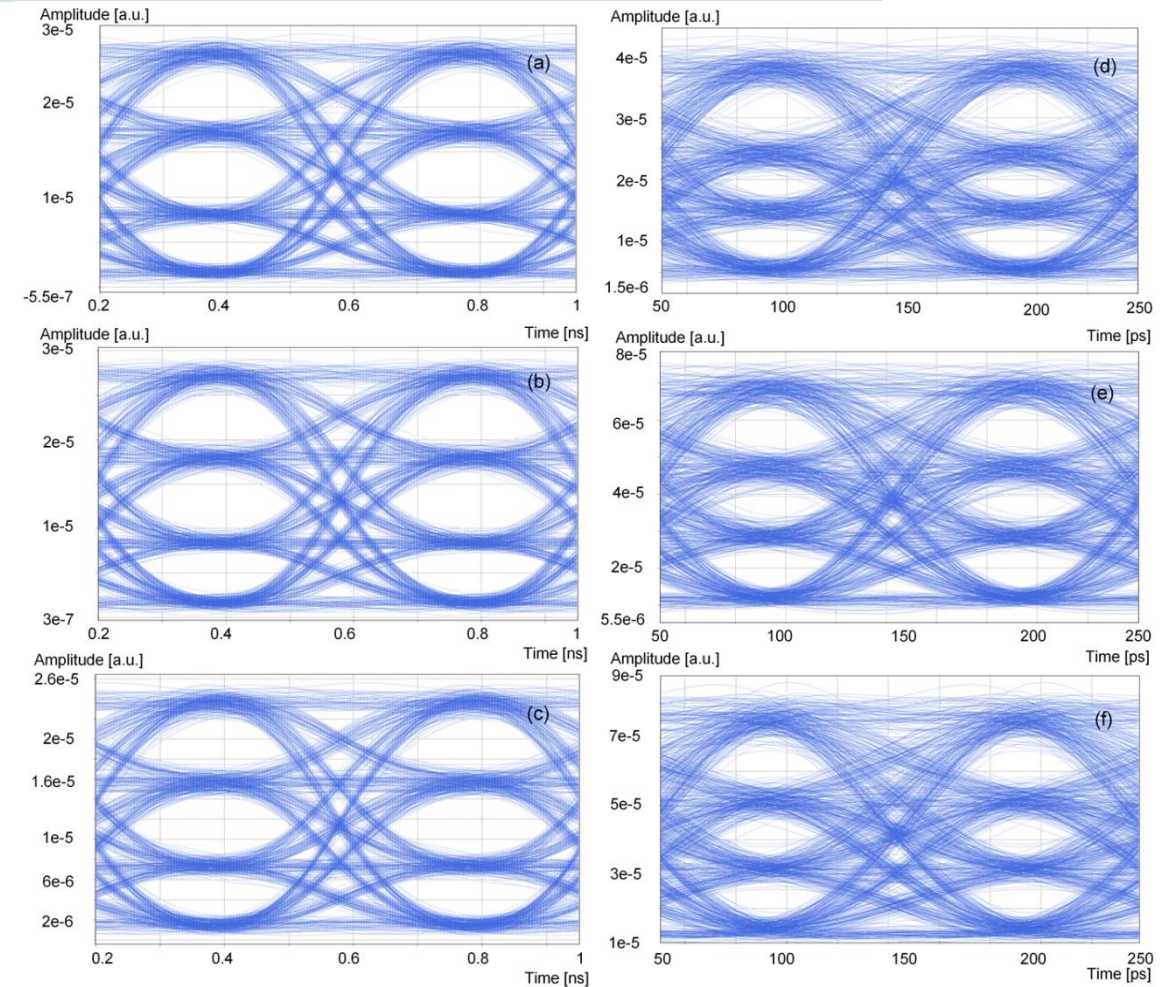 Amplitude [a.u.]
3e-5
(a)
2e-5
1e-5
-5.5e-7
0.2 0.4 0.6 0.8 1
Time [ns]
Amplitude [a.u.]
4e-5
(d)
3e-5
2e-5
1e-5
1.5e-6
50 100 150 200 250
Time [ps]
Amplitude [a.u.]
3e-5
(b)
2e-5
1e-5
3e-7
0.2 0.4 0.6 0.8 1
Time [ns]
Amplitude [a.u.]
8e-5
(e)
6e-5
4e-5
2e-5
5.5e-6
50 100 150 200 250
Time [ps]
Amplitude [a.u.]
2.6e-5
(c)
2e-5
1.6e-5
1e-5
6e-6
2e-6
0.2 0.4 0.6 0.8 1
Time [ns]
Amplitude [a.u.]
9e-5
(f)
7e-5
5e-5
3e-5
1e-5
50 100 150 200 250
Time [ps]